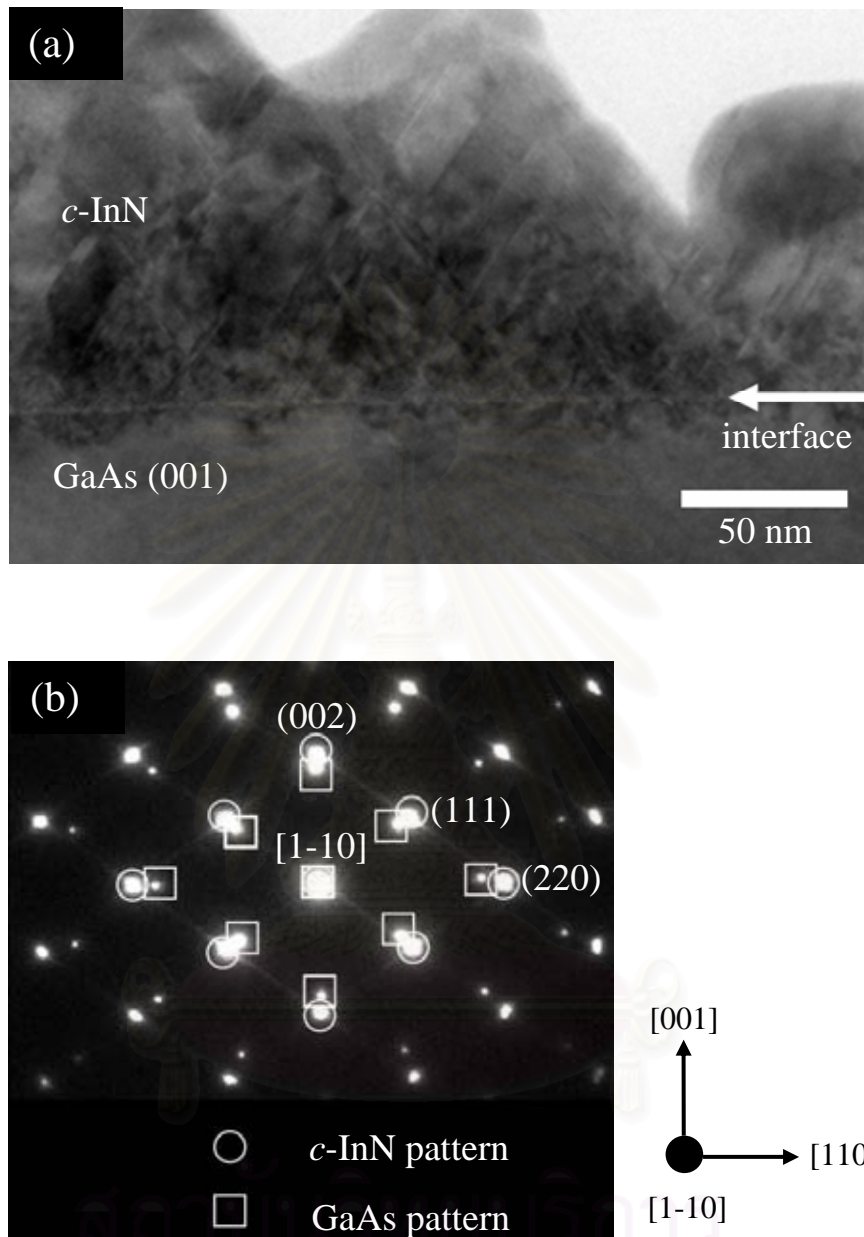 (a)
c-InN
interface
GaAs (001)
50 nm
(b)
(002)
(111)
[1-10]
(220)
[001]
[110
[1-10]
c-InN pattern
GaAs pattern